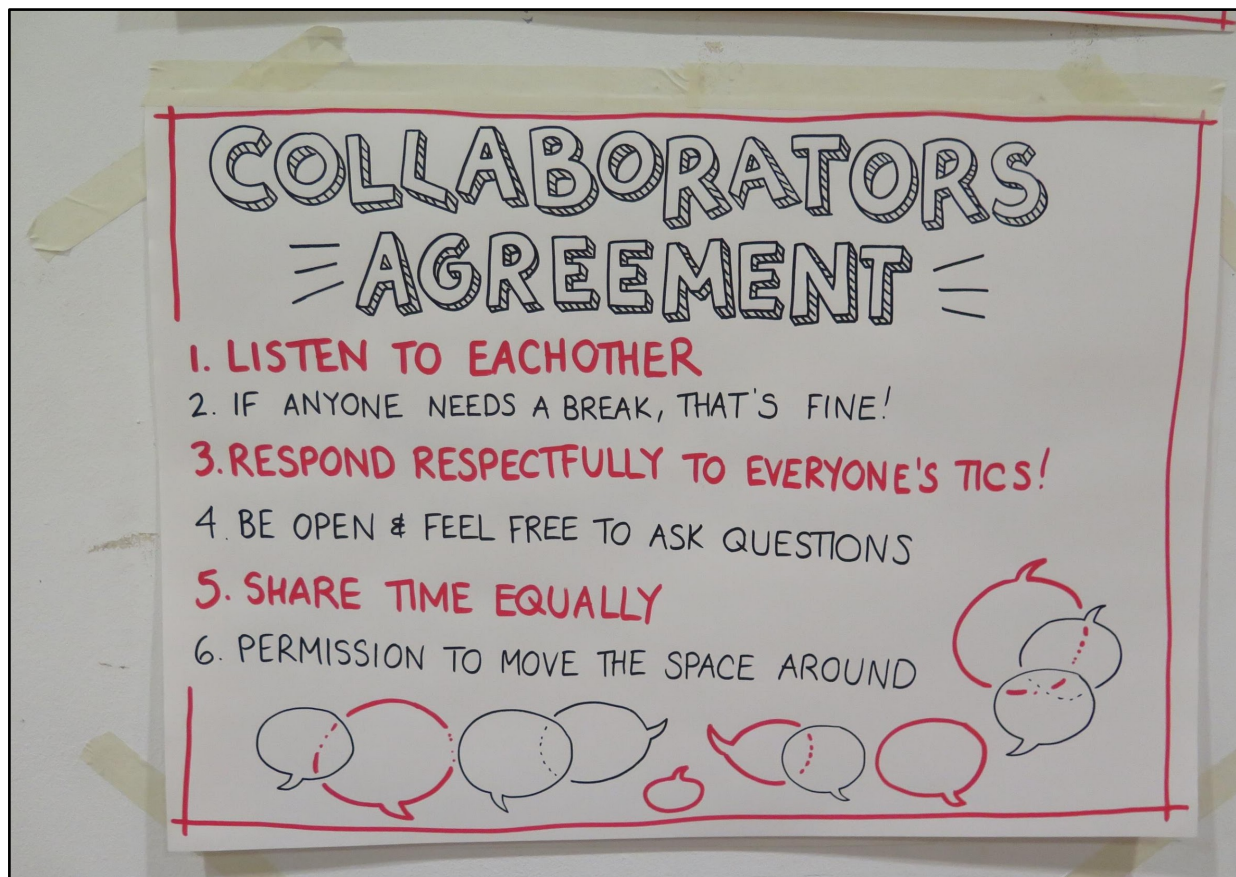 COLLABORATORS
AGREEMENT
1. LISTEN TO EACHOTHER
2. IF ANYONE NEEDS A BREAK, THAT'S FINE!
3. RESPOND RESPECTFULLY TO EVERYONE'S TICS!
4. BE OPEN & FEEL FREE TO ASK QUESTIONS
5. SHARE TIME EQUALLY
6. PERMISSION TO MOVE THE SPACE AROUND